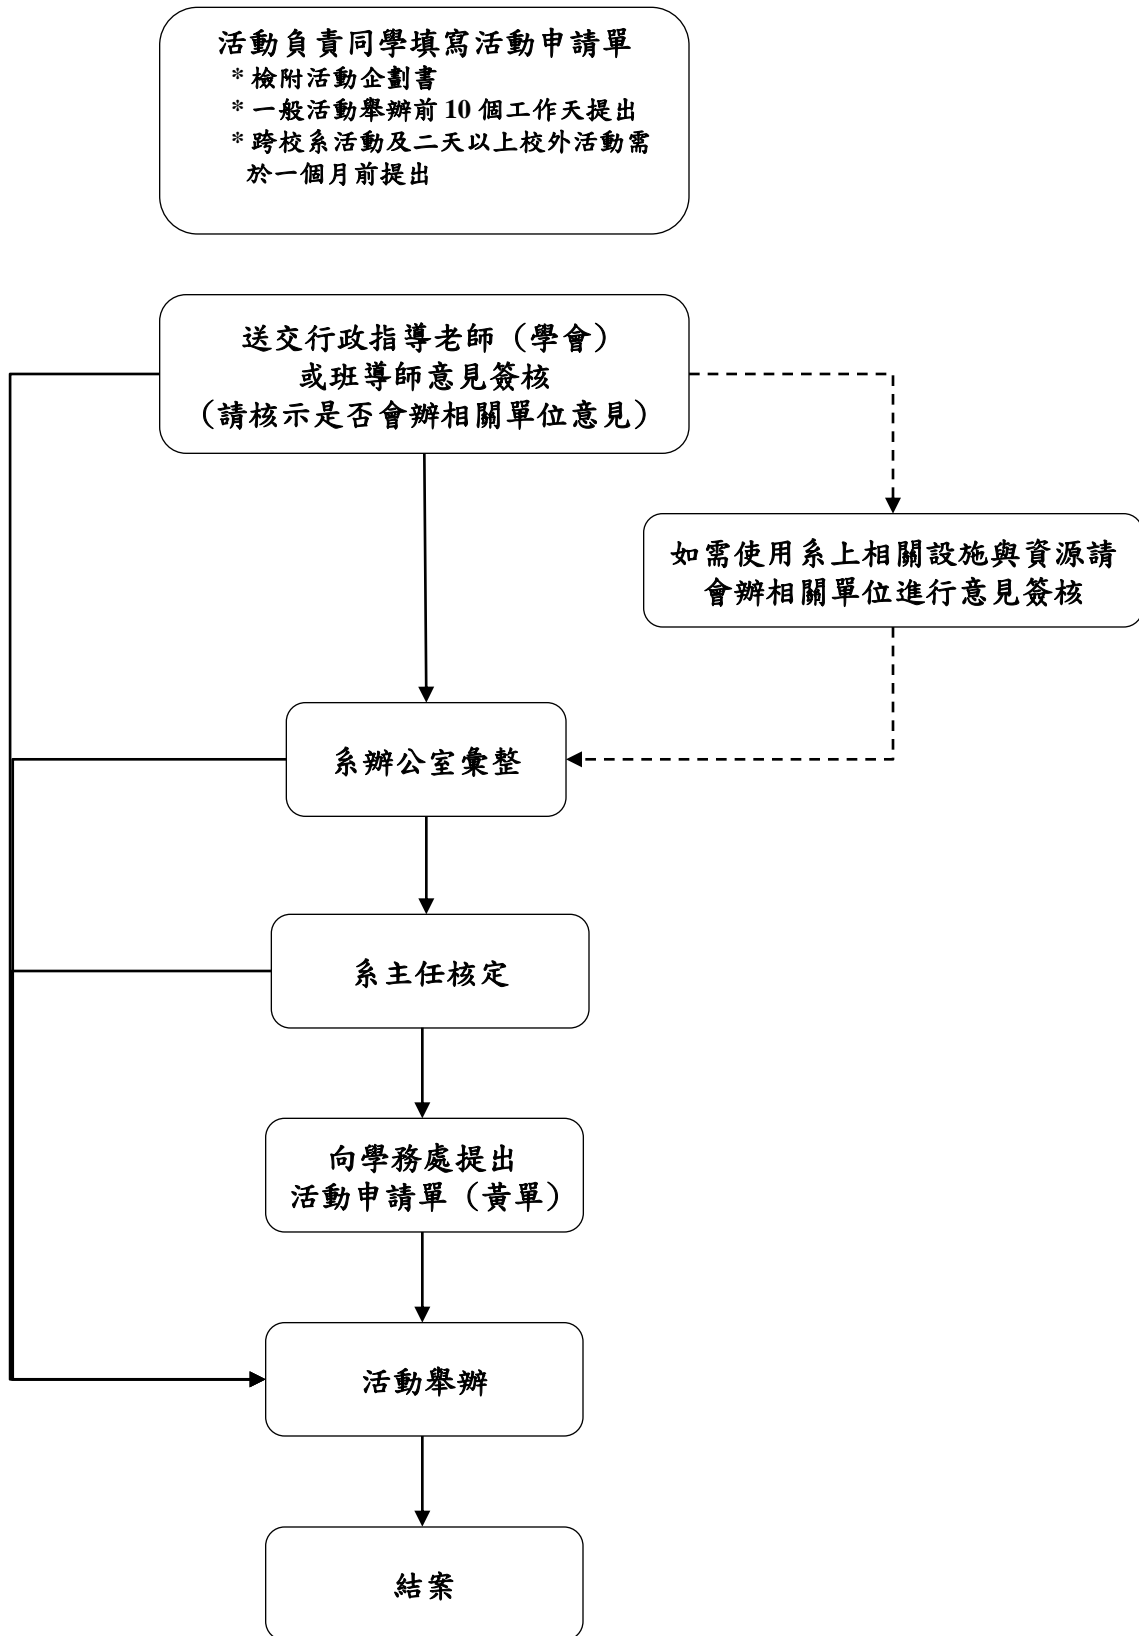 活動負責同學填寫活動申請單
* 檢附活動企劃書
* 一般活動舉辦前 10 個工作天提出
* 跨校系活動及二天以上校外活動需
於一個月前提出
送交行政指導老師（學會）
或班導師意見簽核
（請核示是否會辦相關單位意見）
如需使用系上相關設施與資源請
會辦相關單位進行意見簽核
系辦公室彙整
系主任核定
向學務處提出
活動申請單（黃單）
活動舉辦
結案